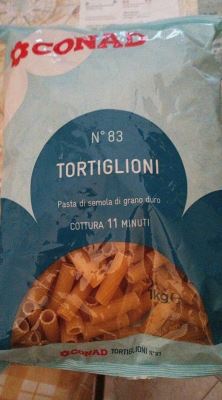 CONAD
N° 83
TORTIGLIONI
Pasta di semola di grano duro
COTTURA 11 MINUTI
1kg e
CONAD TORTIGLIONI N°83